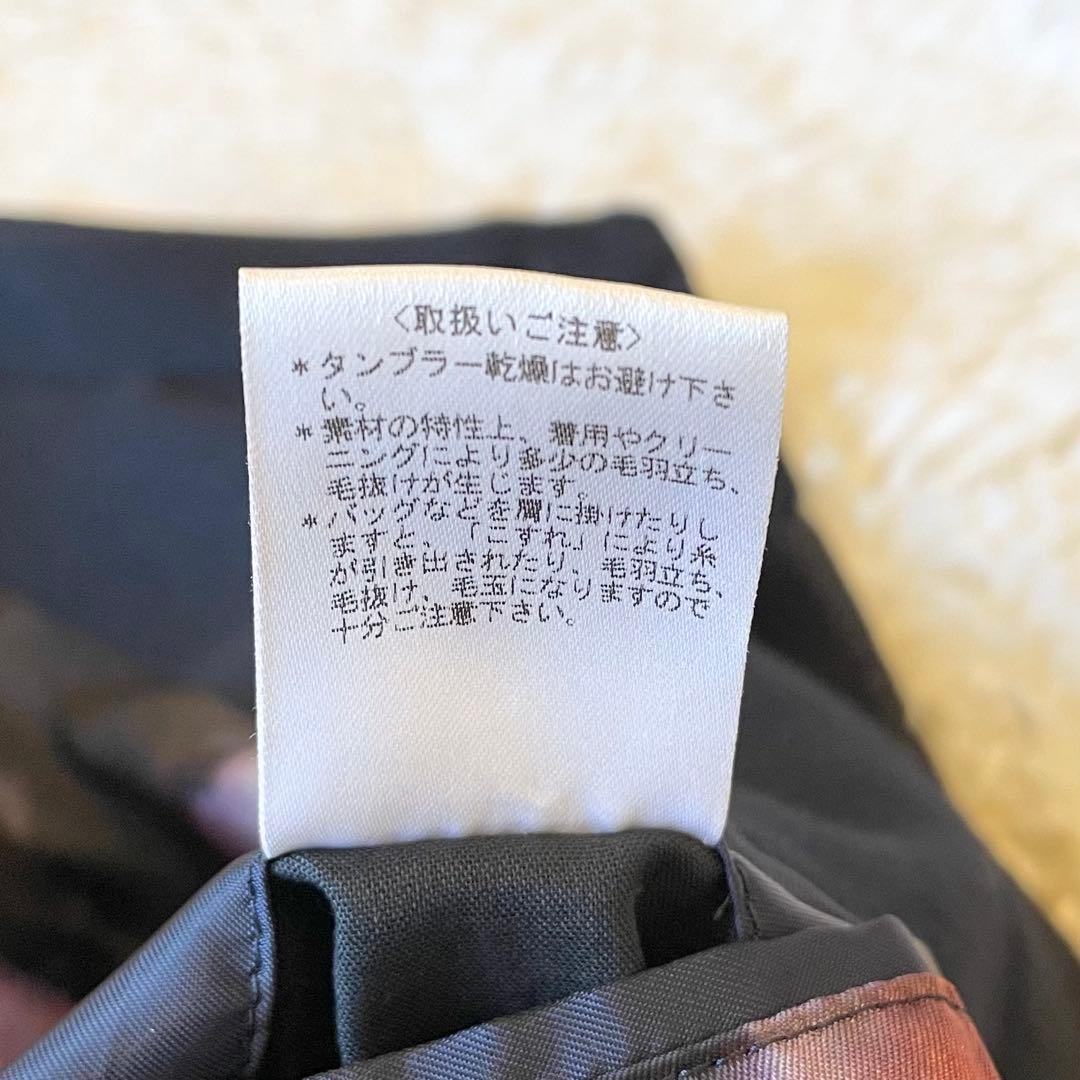 〈取扱いご注意〉
＊タンブラー乾燥はお避け下さ
い。
＊素材の特性上、着用やクリー
ニングにより多少の毛羽立ち、
毛抜けが生じます。
＊バッグなどを肩に掛けたりし
ますと、「こすれ」により糸
が引き出されたり、毛羽立ち、
毛抜け、毛玉になりますので
十分ご注意下さい。